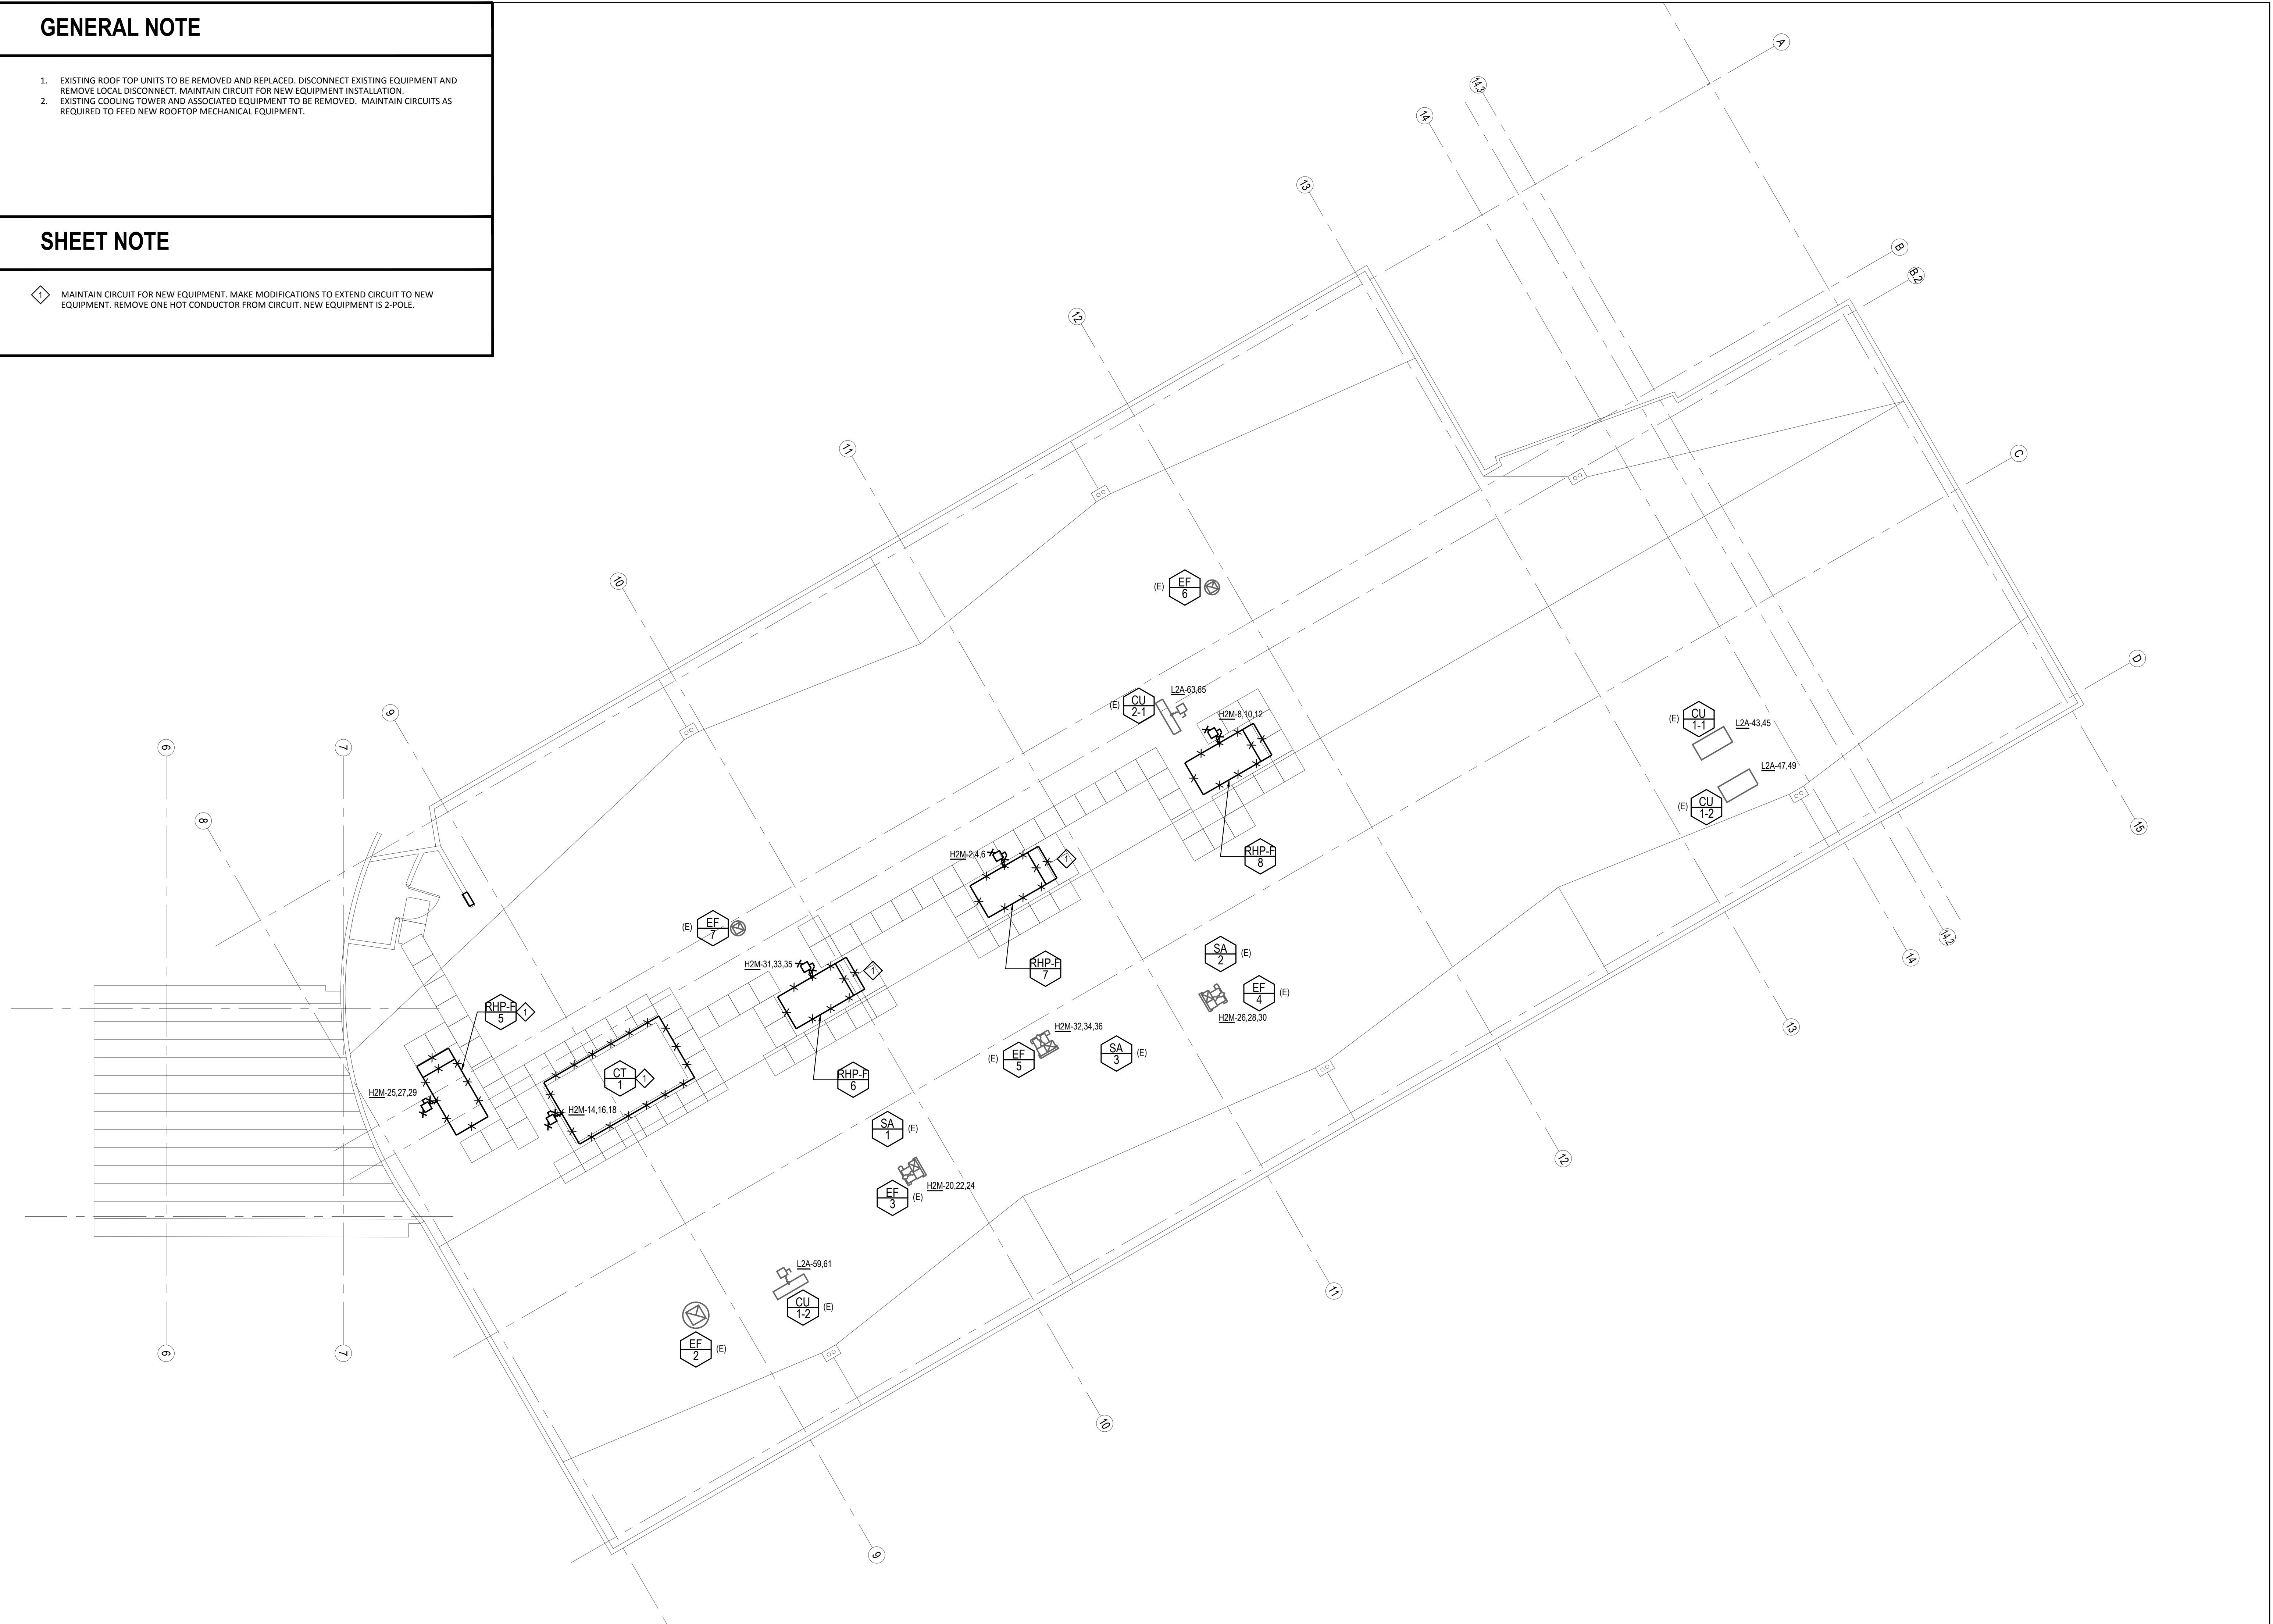 GENERAL NOTE
1. EXISTING ROOF TOP UNITS TO BE REMOVED AND REPLACED. DISCONNECT EXISTING EQUIPMENT AND
REMOVE LOCAL DISCONNECT. MAINTAIN CIRCUIT FOR NEW EQUIPMENT INSTALLATION.
2. EXISTING COOLING TOWER AND ASSOCIATED EQUIPMENT TO BE REMOVED. MAINTAIN CIRCUITS AS
REQUIRED TO FEED NEW ROOFTOP MECHANICAL EQUIPMENT.
SHEET NOTE
1 MAINTAIN CIRCUIT FOR NEW EQUIPMENT. MAKE MODIFICATIONS TO EXTEND CIRCUIT TO NEW
EQUIPMENT. REMOVE ONE HOT CONDUCTOR FROM CIRCUIT. NEW EQUIPMENT IS 2-POLE.
A
14.3
14
13
B
B.2
12
11
C
10
(E)
EF
6
D
9
(E)
CU
2-1
L2A-63,65
H2M-8,10,12
(E)
CU
1-1
L2A-43,45
6
7
L2A-47,49
(E)
CU
1-2
8
15
H2M-2,4,6
1
RHP-F
8
(E)
EF
7
14.2
SA
2
(E)
14
H2M-31,33,35
1
RHP-F
7
EF
4
(E)
H2M-26,28,30
RHP-F
5
1
H2M-32,34,36
13
(E)
EF
5
SA
3
(E)
CT
1
1
RHP-F
6
H2M-25,27,29
H2M-14,16,18
SA
1
(E)
12
H2M-20,22,24
EF
3
(E)
L2A-59,61
11
CU
1-2
(E)
EF
2
(E)
6
7
10
9